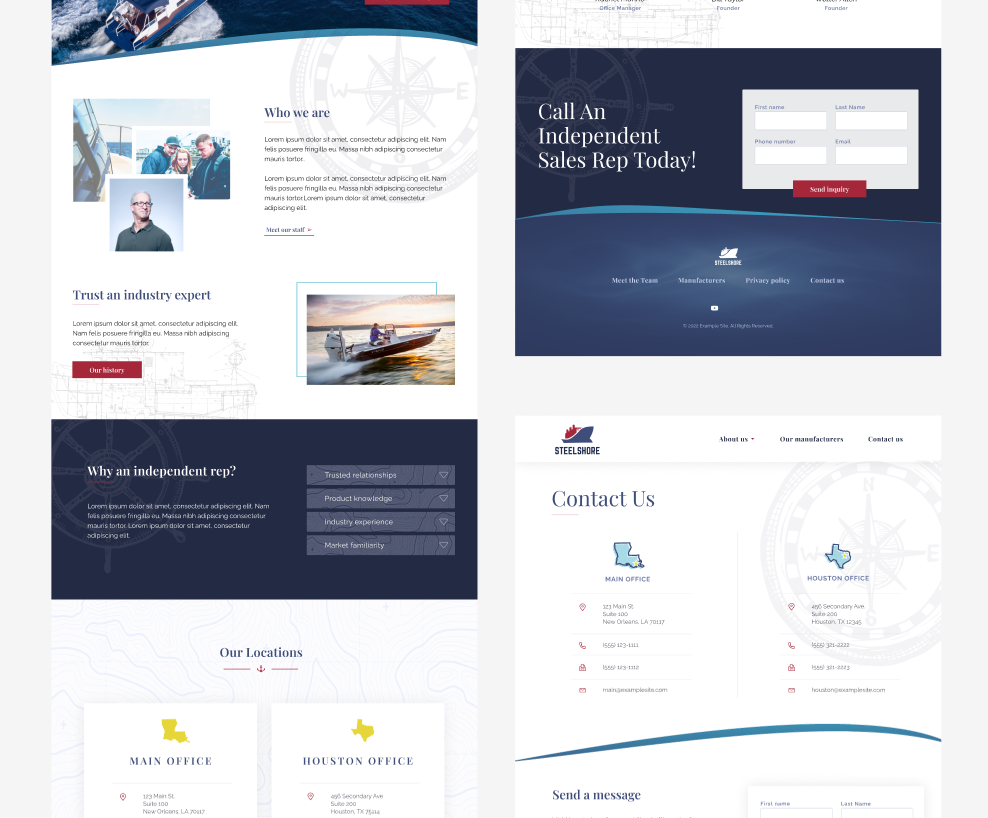 Who we are
Lorem ipsum dolor sit amet, consectetur adipiscing elit. Nam
felis posuere fringilla eu. Massa nibh adipiscing consectetur
mauris tortor.
Lorem ipsum dolor sit amet, consectetur adipiscing elit. Nam
felis posuere fringilla eu. Massa nibh adipiscing consectetur
mauris tortor.Lorem ipsum dolor sit amet, consectetur
adipiscing elit.
Meet our staff
Trust an industry expert
Lorem ipsum dolor sit amet, consectetur adipiscing elit.
Nam felis posuere fringilla eu. Massa nibh adipiscing
consectetur mauris tortor.
Our history
Why an independent rep?
Lorem ipsum dolor sit amet, consectetur adipiscing elit. Nam
felis posuere fringilla eu. Massa nibh adipiscing consectetur
mauris tortor. Lorem ipsum dolor sit amet, consectetur
adipiscing elit.
Trusted relationships
Product knowledge
Industry experience
Market familiarity
Our Locations
MAIN OFFICE
123 Main St.
Suite 100
New Orleans, LA 70117
HOUSTON OFFICE
456 Secondary Ave
Suite 200
Houston, TX 75214
Office Manager
Founder
Founder
Call An
Independent
Sales Rep Today!
First name
Last Name
Phone number
Email
Send inquiry
STEELSHORE
Meet the Team
Manufacturers
Privacy policy
Contact us
© 2022 Example Site. All Rights Reserved.
STEELSHORE
About us
Our manufacturers
Contact us
Contact Us
N
W
E
MAIN OFFICE
123 Main St.
Suite 100
New Orleans, LA 70117
(555) 123-1111
(555) 123-1112
main@examplesite.com
HOUSTON OFFICE
456 Secondary Ave.
Suite 200
Houston, TX 12345
(555) 321-2222
(555) 321-2223
houston@examplesite.com
Send a message
First name
Last Name